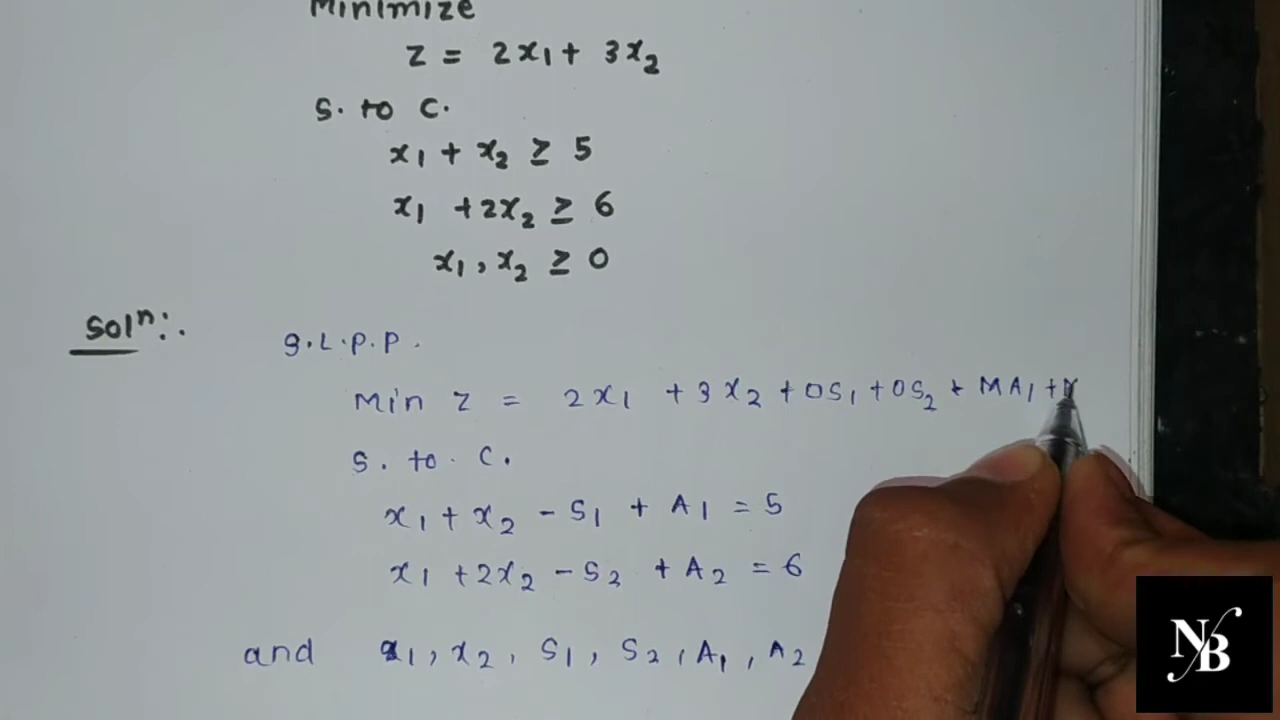 Minimize
Z = 2x₁ + 3x₂
S. to C.
x₁ + x₂ ≥ 5
x₁ + 2x₂ ≥ 6
x₁, x₂ ≥ 0
Solⁿ:.
g.L.P.P.
Min Z = 2x₁ + 3x₂ + 0S₁ + 0S₂ + MA₁ +
S. to C.
x₁ + x₂ - S₁ + A₁ = 5
x₁ + 2x₂ - S₂ + A₂ = 6
and x₁, x₂, S₁, S₂, A₁, A₂
NB